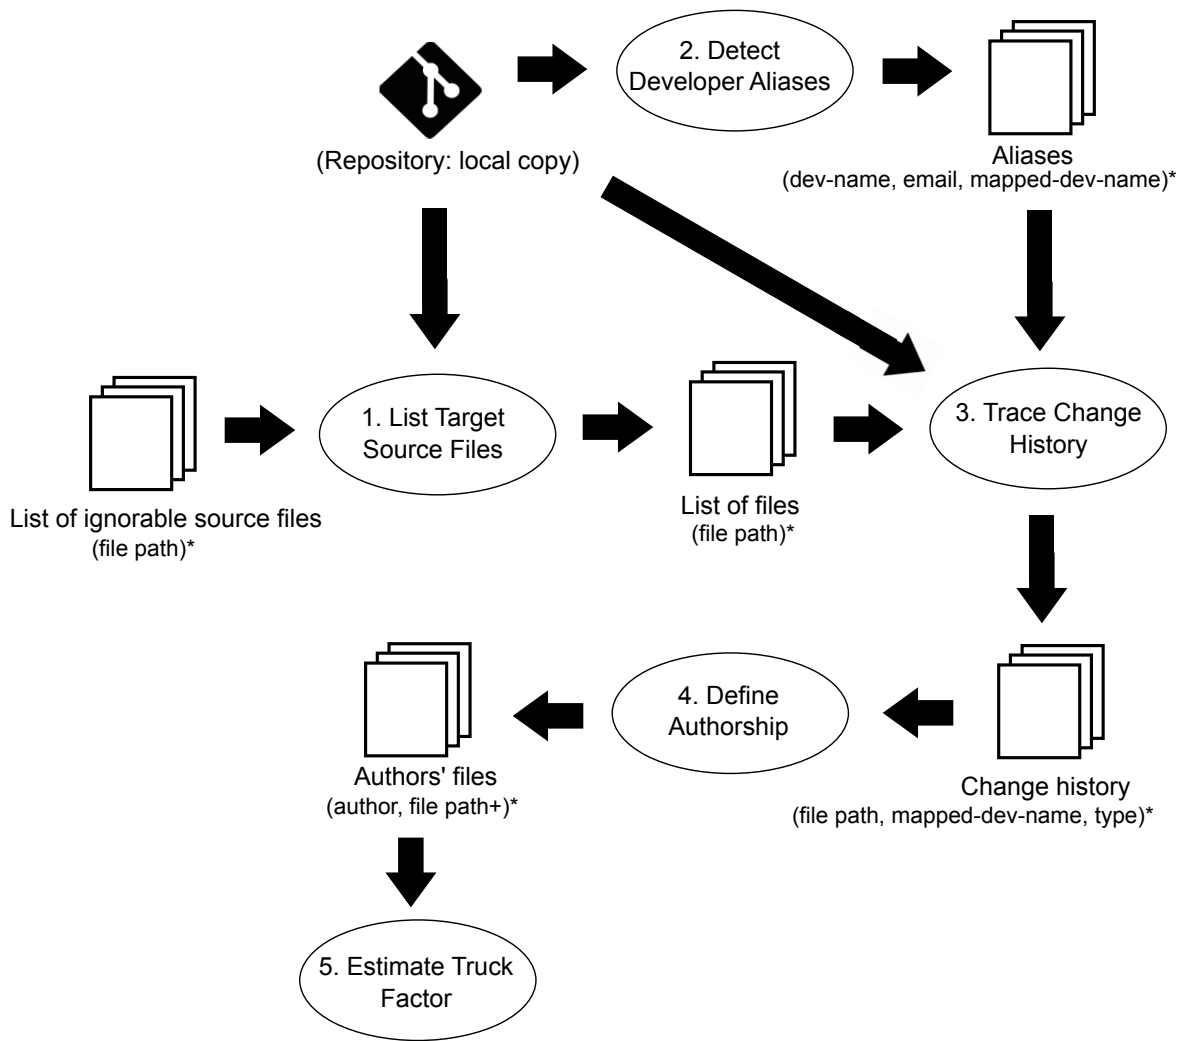 2. Detect
Developer Aliases
(Repository: local copy)
Aliases
(dev-name, email, mapped-dev-name)*
1. List Target
Source Files
3. Trace Change
History
List of ignorable source files
(file path)*
List of files
(file path)*
4. Define
Authorship
Authors' files
(author, file path+)*
Change history
(file path, mapped-dev-name, type)*
5. Estimate Truck
Factor